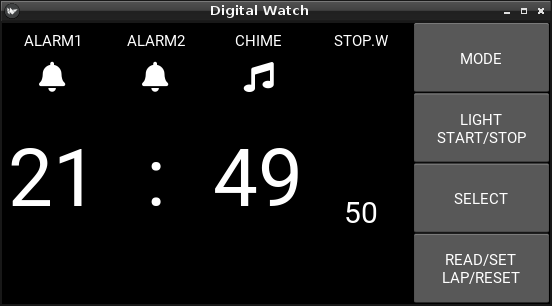 Digital Watch
ALARM1 ALARM2 CHIME STOP.W
21 : 49 50
MODE
LIGHT
START/STOP
SELECT
READ/SET
LAP/RESET